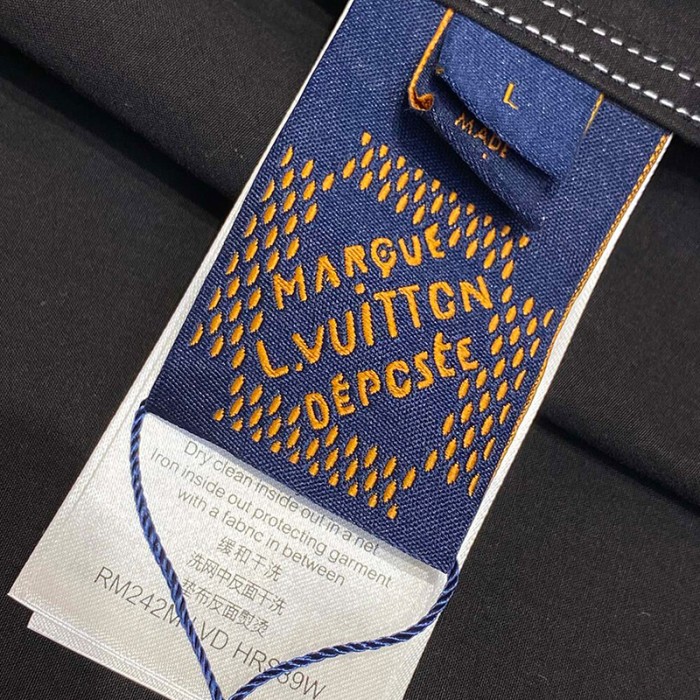 L
MADE
MARQUE
L.VUITTON
DÉPOSÉE
Dry clean inside out in a net
Iron inside out protecting garment
with a fabric in between
缓和干洗
洗网中反面干洗
垫布反面熨烫